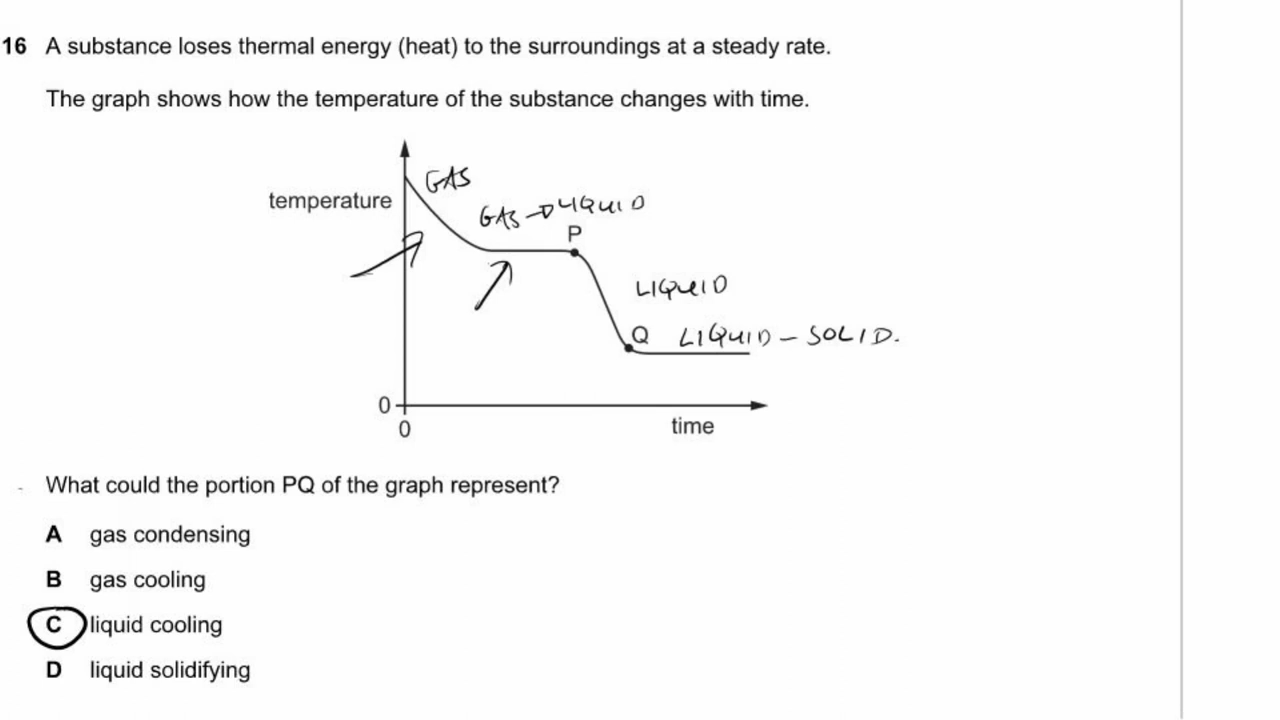 16 A substance loses thermal energy (heat) to the surroundings at a steady rate.
The graph shows how the temperature of the substance changes with time.
GAS
temperature
GAS → LIQUID
P
LIQUID
Q LIQUID – SOLID.
0
0
time
What could the portion PQ of the graph represent?
A gas condensing
B gas cooling
C liquid cooling
D liquid solidifying